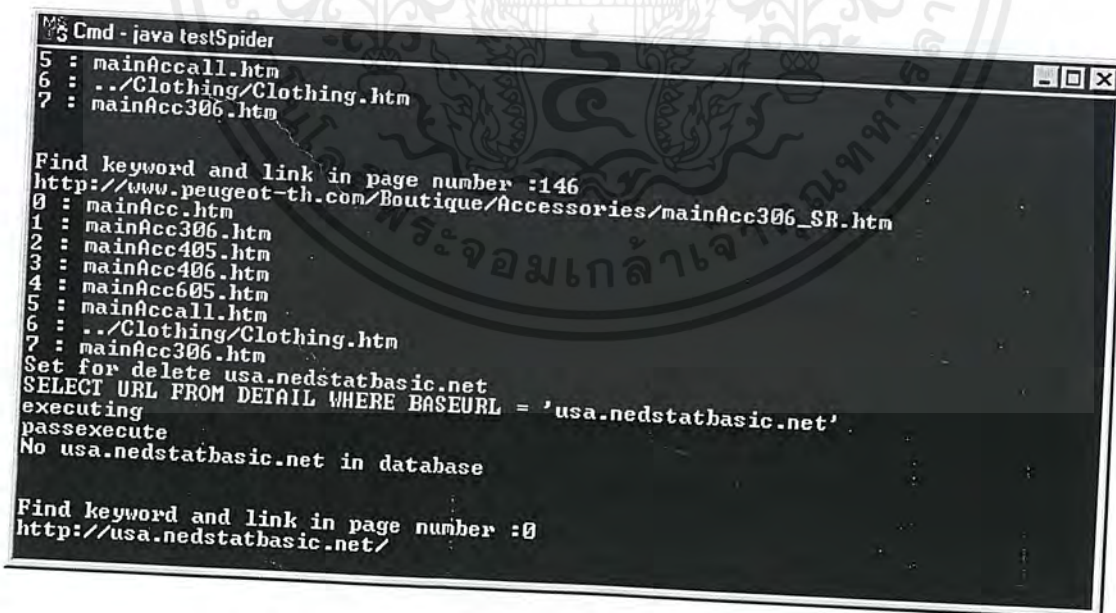 Cmd - java testSpider
5 : mainAccall.htm
6 : ../Clothing/Clothing.htm
7 : mainAcc306.htm
Find keyword and link in page number :146
http://www.peugeot-th.com/Boutique/Accessories/mainAcc306_SR.htm
0 : mainAcc.htm
1 : mainAcc306.htm
2 : mainAcc405.htm
3 : mainAcc406.htm
4 : mainAcc605.htm
5 : mainAccall.htm
6 : ../Clothing/Clothing.htm
7 : mainAcc306.htm
Set for delete usa.nedstatbasic.net
SELECT URL FROM DETAIL WHERE BASEURL = 'usa.nedstatbasic.net'
executing
passexecute
No usa.nedstatbasic.net in database
Find keyword and link in page number :0
http://usa.nedstatbasic.net/